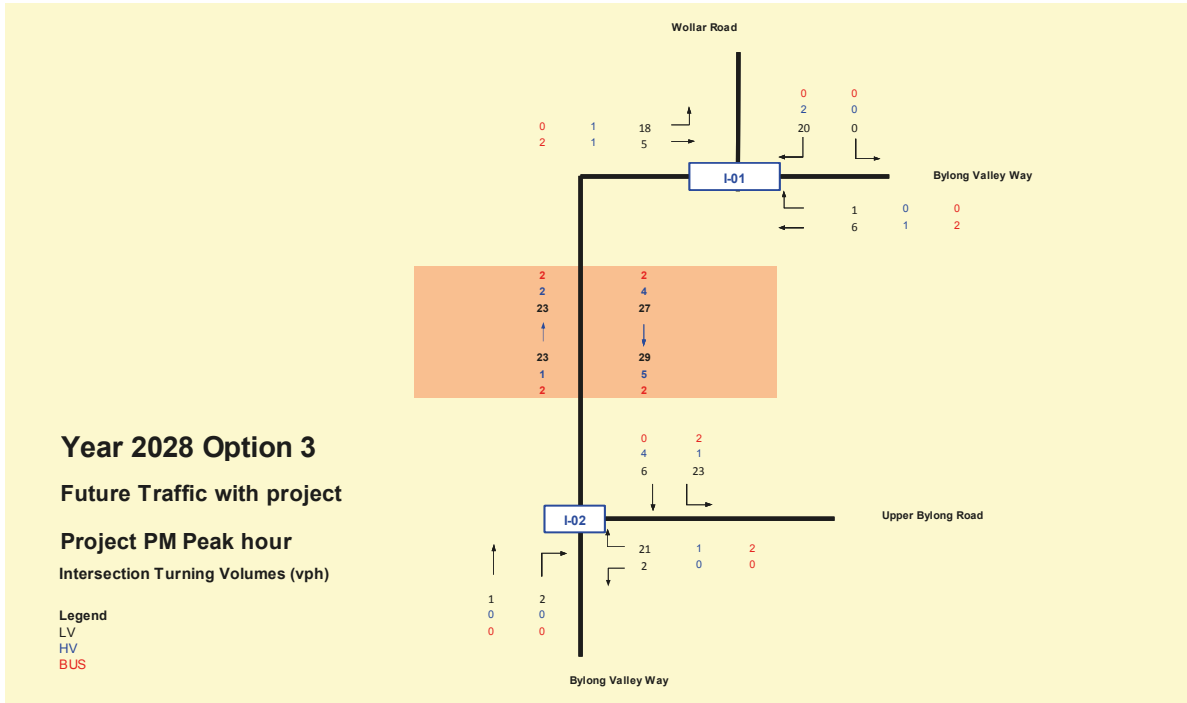 Wollar Road
0 0
2 0
20 0
0 1 18
2 1 5
I-01
Bylong Valley Way
1 0 0
6 1 2
2 2
2 4
23 27
23 29
1 5
2 2
Year 2028 Option 3
Future Traffic with project
Project PM Peak hour
Intersection Turning Volumes (vph)
Legend
LV
HV
BUS
0 2
4 1
6 23
I-02
Upper Bylong Road
21 1 2
2 0 0
1 2
0 0
0 0
Bylong Valley Way